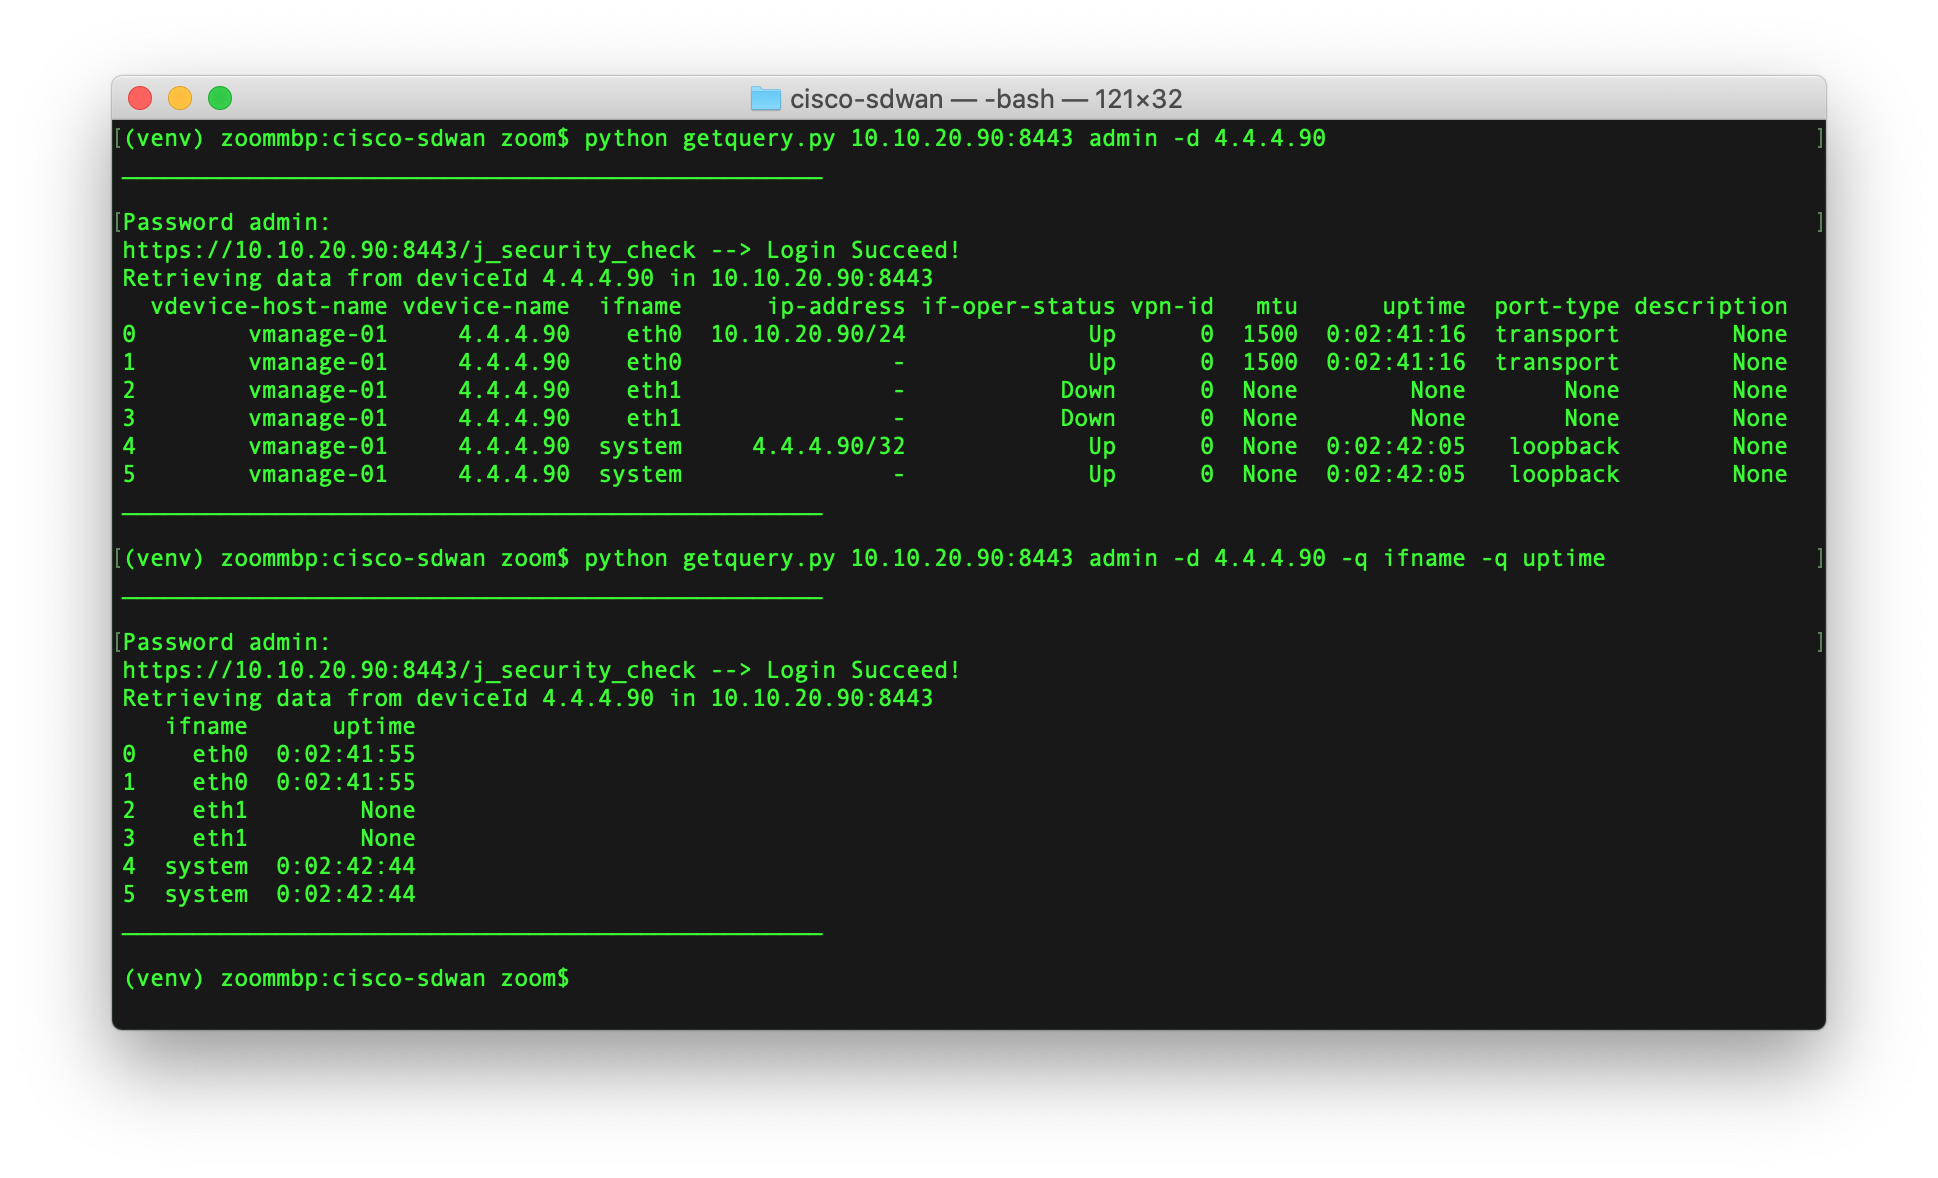 cisco-sdwan — -bash — 121×32
[(venv) zoommbp:cisco-sdwan zoom$ python getquery.py 10.10.20.90:8443 admin -d 4.4.4.90 ]
[Password admin: ]
https://10.10.20.90:8443/j_security_check --> Login Succeed!
Retrieving data from deviceId 4.4.4.90 in 10.10.20.90:8443
vdevice-host-name vdevice-name ifname ip-address if-oper-status vpn-id mtu uptime port-type description
0 vmanage-01 4.4.4.90 eth0 10.10.20.90/24 Up 0 1500 0:02:41:16 transport None
1 vmanage-01 4.4.4.90 eth0 - Up 0 1500 0:02:41:16 transport None
2 vmanage-01 4.4.4.90 eth1 - Down 0 None None None None
3 vmanage-01 4.4.4.90 eth1 - Down 0 None None None None
4 vmanage-01 4.4.4.90 system 4.4.4.90/32 Up 0 None 0:02:42:05 loopback None
5 vmanage-01 4.4.4.90 system - Up 0 None 0:02:42:05 loopback None
[(venv) zoommbp:cisco-sdwan zoom$ python getquery.py 10.10.20.90:8443 admin -d 4.4.4.90 -q ifname -q uptime ]
[Password admin: ]
https://10.10.20.90:8443/j_security_check --> Login Succeed!
Retrieving data from deviceId 4.4.4.90 in 10.10.20.90:8443
ifname uptime
0 eth0 0:02:41:55
1 eth0 0:02:41:55
2 eth1 None
3 eth1 None
4 system 0:02:42:44
5 system 0:02:42:44
(venv) zoommbp:cisco-sdwan zoom$